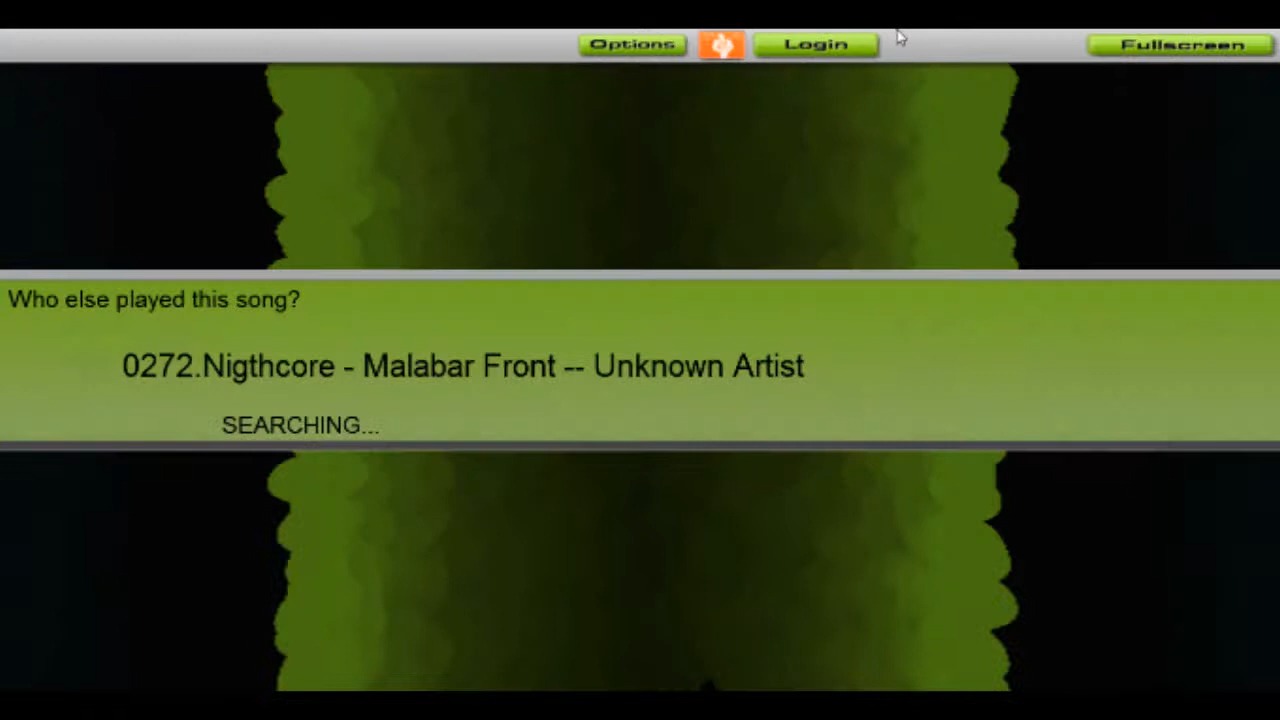 Options Login Fullscreen
Who else played this song?
0272.Nigthcore - Malabar Front -- Unknown Artist
SEARCHING...